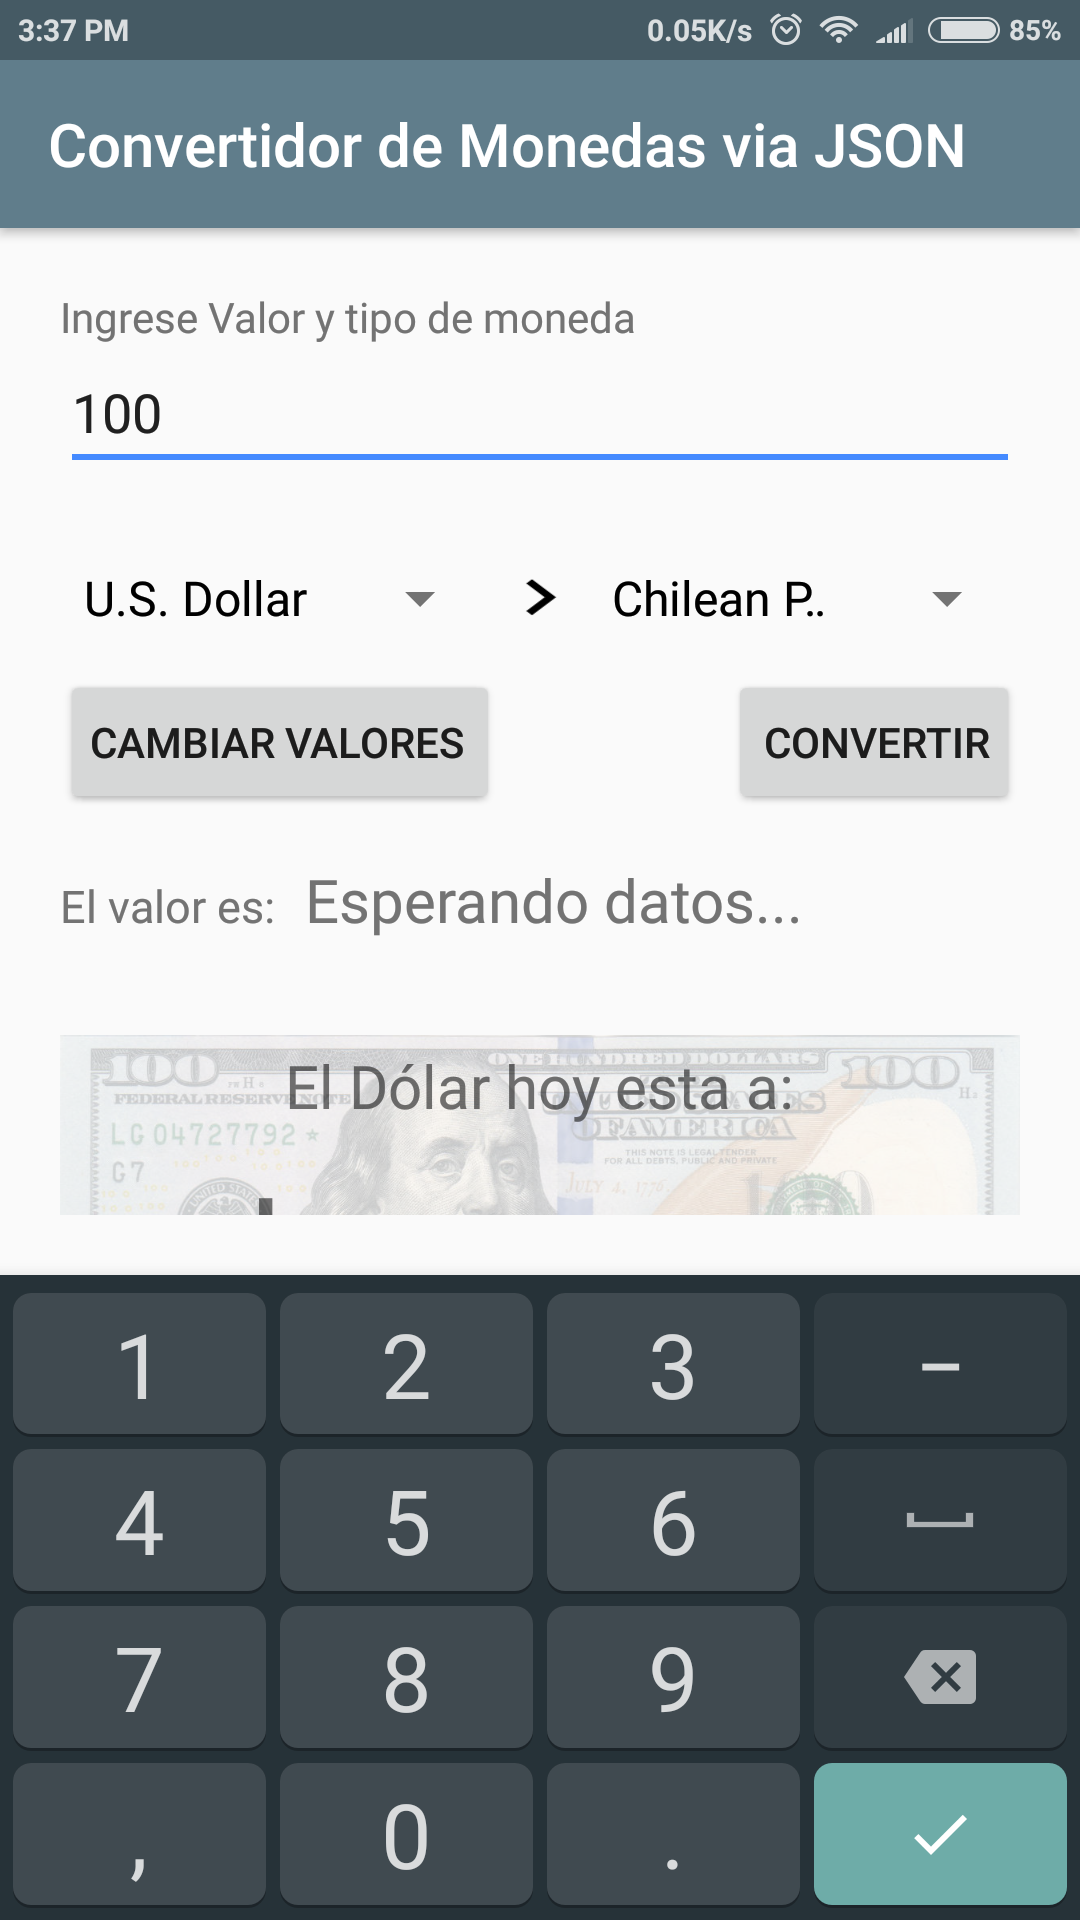 3:37 PM 0.05K/s 85%
Convertidor de Monedas via JSON
Ingrese Valor y tipo de moneda
100
U.S. Dollar > Chilean P..
CAMBIAR VALORES CONVERTIR
El valor es: Esperando datos...
ONE HUNDRED DOLLARS
100 100
El Dólar hoy esta a:
FEDERAL RESERVE NOTE
LG 04727792
OF AMERICA
G7
THIS NOTE IS LEGAL TENDER
FOR ALL DEBTS, PUBLIC AND PRIVATE
JULY 4, 1776
1 2 3 –
4 5 6
7 8 9
, 0 .